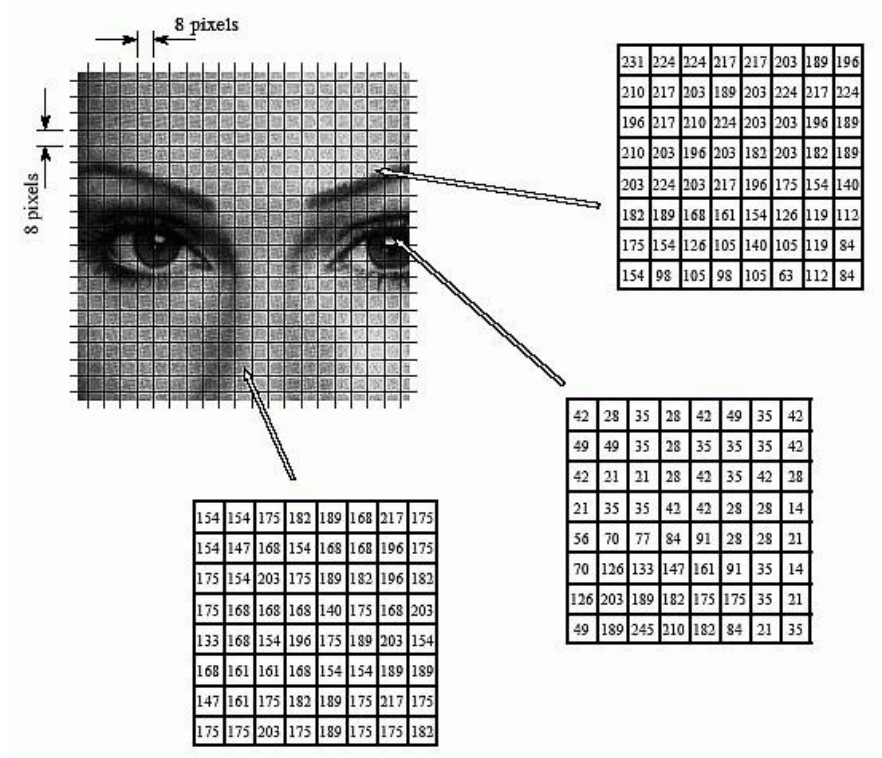 8 pixels
8 pixels
231 224 224 217 217 203 189 196
210 217 203 189 203 224 217 224
196 217 210 224 203 203 196 189
210 203 196 203 182 203 182 189
203 224 203 217 196 175 154 140
182 189 168 161 154 126 119 112
175 154 126 105 140 105 119 84
154 98 105 98 105 63 112 84
42 28 35 28 42 49 35 42
49 49 35 28 35 35 35 42
42 21 21 28 42 35 42 28
21 35 35 42 42 28 28 14
56 70 77 84 91 28 28 21
70 126 133 147 161 91 35 14
126 203 189 182 175 175 35 21
49 189 245 210 182 84 21 35
154 154 175 182 189 168 217 175
154 147 168 154 168 168 196 175
175 154 203 175 189 182 196 182
175 168 168 168 140 175 168 203
133 168 154 196 175 189 203 154
168 161 161 168 154 154 189 189
147 161 175 182 189 175 217 175
175 175 203 175 189 175 175 182